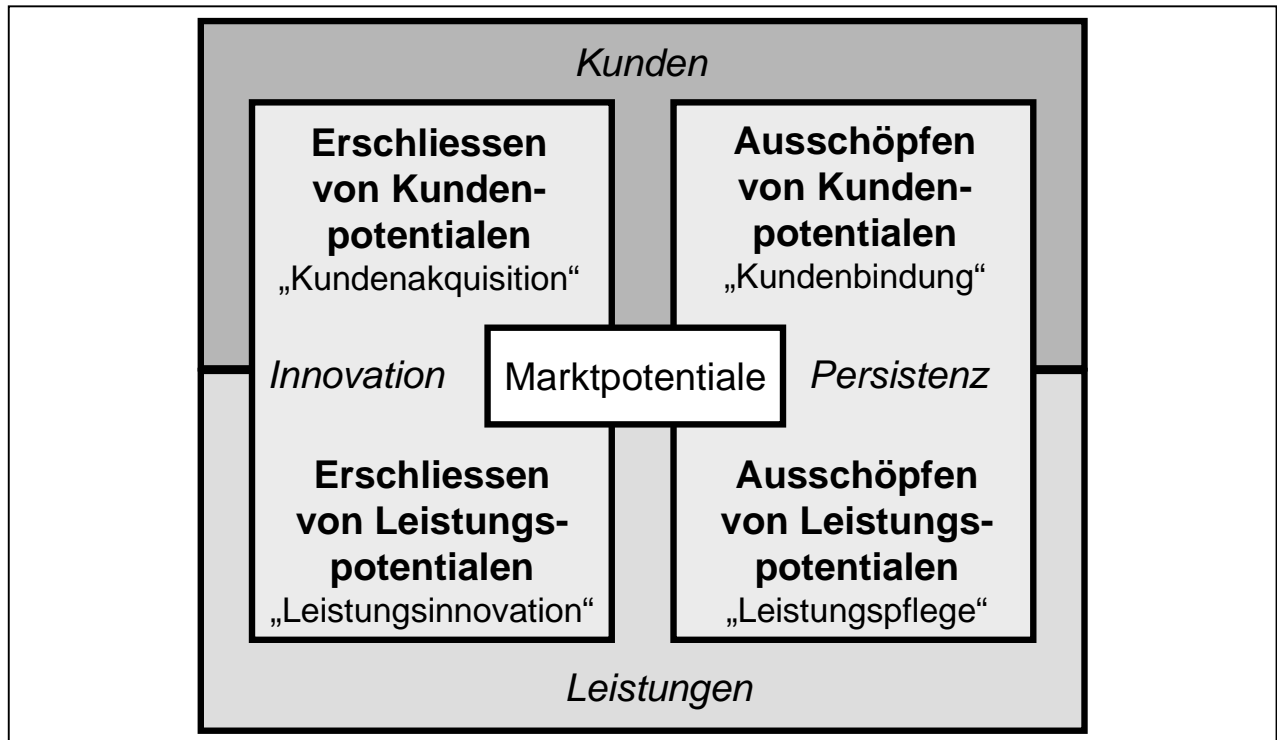 Kunden
Erschliessen
von Kunden-
potentialen
„Kundenakquisition“
Ausschöpfen
von Kunden-
potentialen
„Kundenbindung“
Innovation
Marktpotentiale
Persistenz
Erschliessen
von Leistungs-
potentialen
„Leistungsinnovation“
Ausschöpfen
von Leistungs-
potentialen
„Leistungspflege“
Leistungen